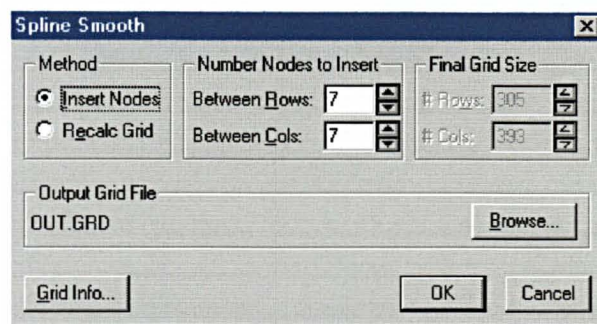 Spline Smooth
Method
Insert Nodes
Recalc Grid
Number Nodes to Insert
Between Rows: 7
Between Cols: 7
Final Grid Size
# Rows: 305
# Cols: 393
Output Grid File
OUT.GRD
Browse...
Grid Info...
OK
Cancel